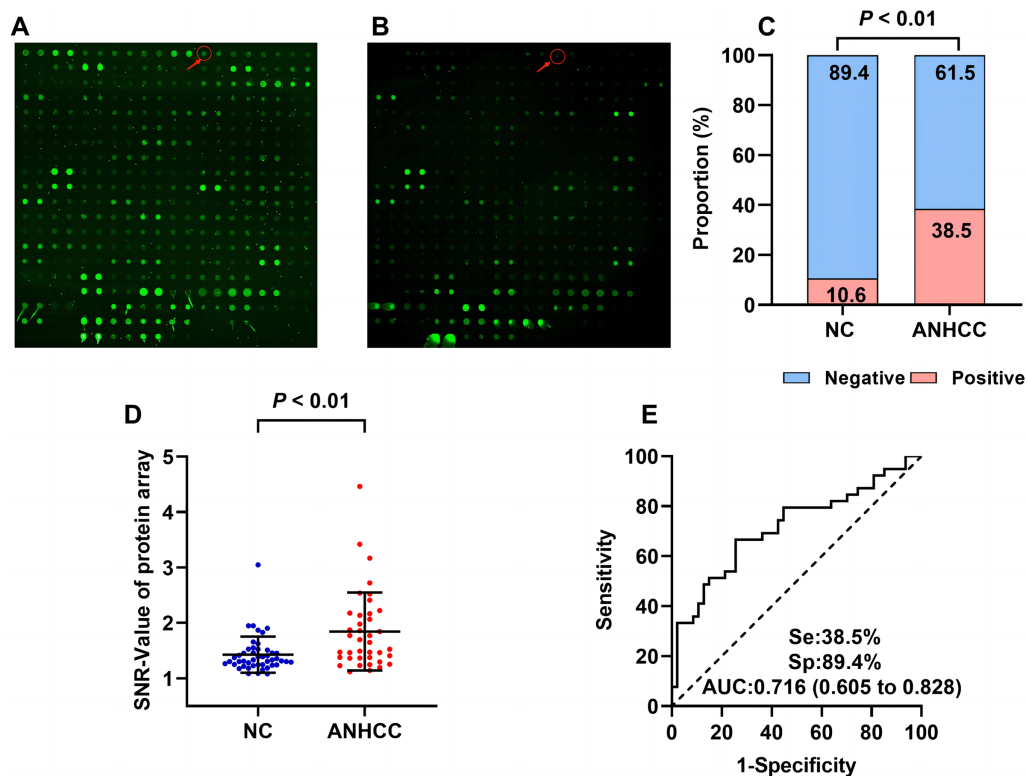 A
B
C
P < 0.01
100
80
60
40
20
0
Proportion (%)
89.4
61.5
38.5
10.6
NC
ANHCC
Negative
Positive
D
P < 0.01
5
4
3
2
1
SNR-Value of protein array
NC
ANHCC
E
100
80
60
40
20
0
Sensitivity
Se:38.5%
Sp:89.4%
AUC:0.716 (0.605 to 0.828)
0 20 40 60 80 100
1-Specificity